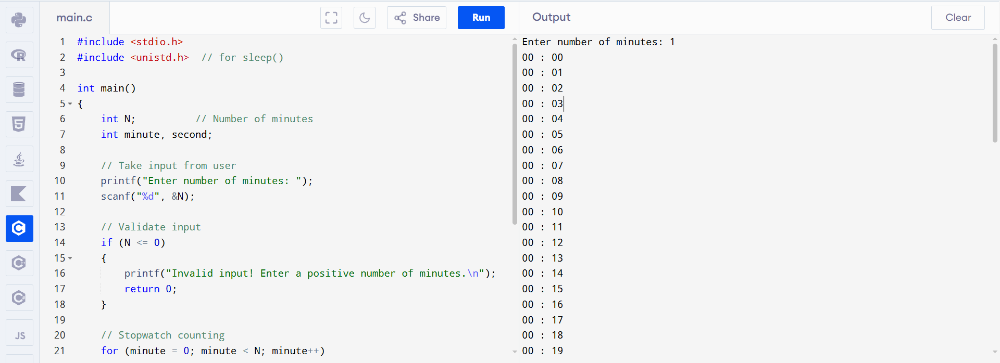 main.c
Share
Run
Output
Clear
1 #include <stdio.h>
2 #include <unistd.h>  // for sleep()
3
4 int main()
5 {
6     int N;          // Number of minutes
7     int minute, second;
8
9     // Take input from user
10     printf("Enter number of minutes: ");
11     scanf("%d", &N);
12
13     // Validate input
14     if (N <= 0)
15     {
16         printf("Invalid input! Enter a positive number of minutes.\n");
17         return 0;
18     }
19
20     // Stopwatch counting
21     for (minute = 0; minute < N; minute++)
Enter number of minutes: 1
00 : 00
00 : 01
00 : 02
00 : 03
00 : 04
00 : 05
00 : 06
00 : 07
00 : 08
00 : 09
00 : 10
00 : 11
00 : 12
00 : 13
00 : 14
00 : 15
00 : 16
00 : 17
00 : 18
00 : 19
R
5
C
C++
C#
JS